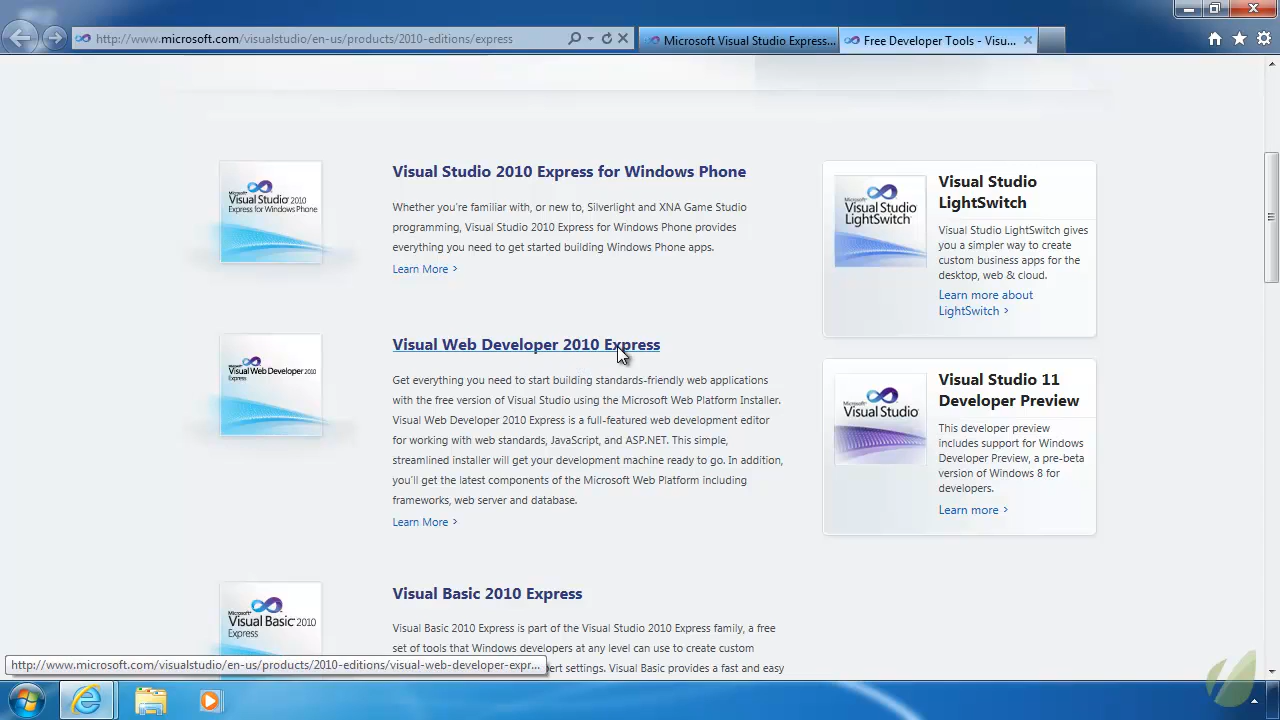 http://www.microsoft.com/visualstudio/en-us/products/2010-editions/express
Microsoft Visual Studio Express...
Free Developer Tools - Visu...
Microsoft
Visual Studio 2010
Express for Windows Phone
Visual Studio 2010 Express for Windows Phone
Whether you're familiar with, or new to, Silverlight and XNA Game Studio
programming, Visual Studio 2010 Express for Windows Phone provides
everything you need to get started building Windows Phone apps.
Learn More >
Microsoft
Visual Studio
LightSwitch
Visual Studio
LightSwitch
Visual Studio LightSwitch gives
you a simpler way to create
custom business apps for the
desktop, web & cloud.
Learn more about
LightSwitch >
Microsoft
Visual Web Developer 2010
Express
Visual Web Developer 2010 Express
Get everything you need to start building standards-friendly web applications
with the free version of Visual Studio using the Microsoft Web Platform Installer.
Visual Web Developer 2010 Express is a full-featured web development editor
for working with web standards, JavaScript, and ASP.NET. This simple,
streamlined installer will get your development machine ready to go. In addition,
you'll get the latest components of the Microsoft Web Platform including
frameworks, web server and database.
Learn More >
Microsoft
Visual Studio
Visual Studio 11
Developer Preview
This developer preview
includes support for Windows
Developer Preview, a pre-beta
version of Windows 8 for
developers.
Learn more >
Microsoft
Visual Basic 2010
Express
Visual Basic 2010 Express
Visual Basic 2010 Express is part of the Visual Studio 2010 Express family, a free
set of tools that Windows developers at any level can use to create custom
pert settings. Visual Basic provides a fast and easy
http://www.microsoft.com/visualstudio/en-us/products/2010-editions/visual-web-developer-expr...